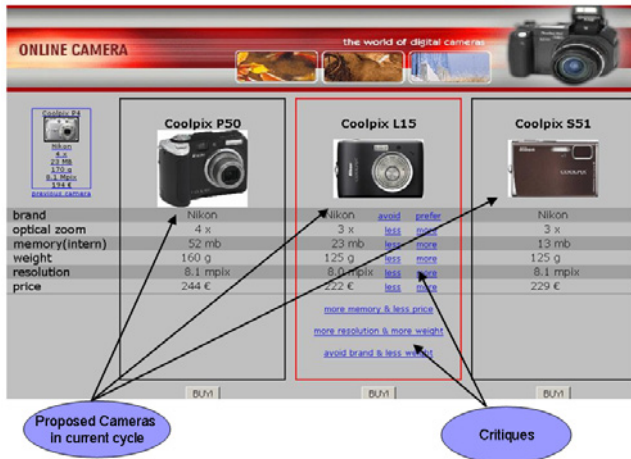 ONLINE CAMERA
the world of digital cameras
Coolpix P4
Nikon
4 x
23 MB
170 g
8.1 Mpix
194 €
previous camera
Coolpix P50
Coolpix L15
Coolpix S51
brand Nikon Nikon avoid prefer Nikon
optical zoom 4 x 3 x less more 3 x
memory(intern) 52 mb 23 mb less more 13 mb
weight 160 g 125 g less more 125 g
resolution 8.1 mpix 8.0 mpix less more 8.1 mpix
price 244 € 222 € less more 229 €
more memory & less price
more resolution & more weight
avoid brand & less weight
BUY! BUY! BUY!
Proposed Cameras
in current cycle
Critiques